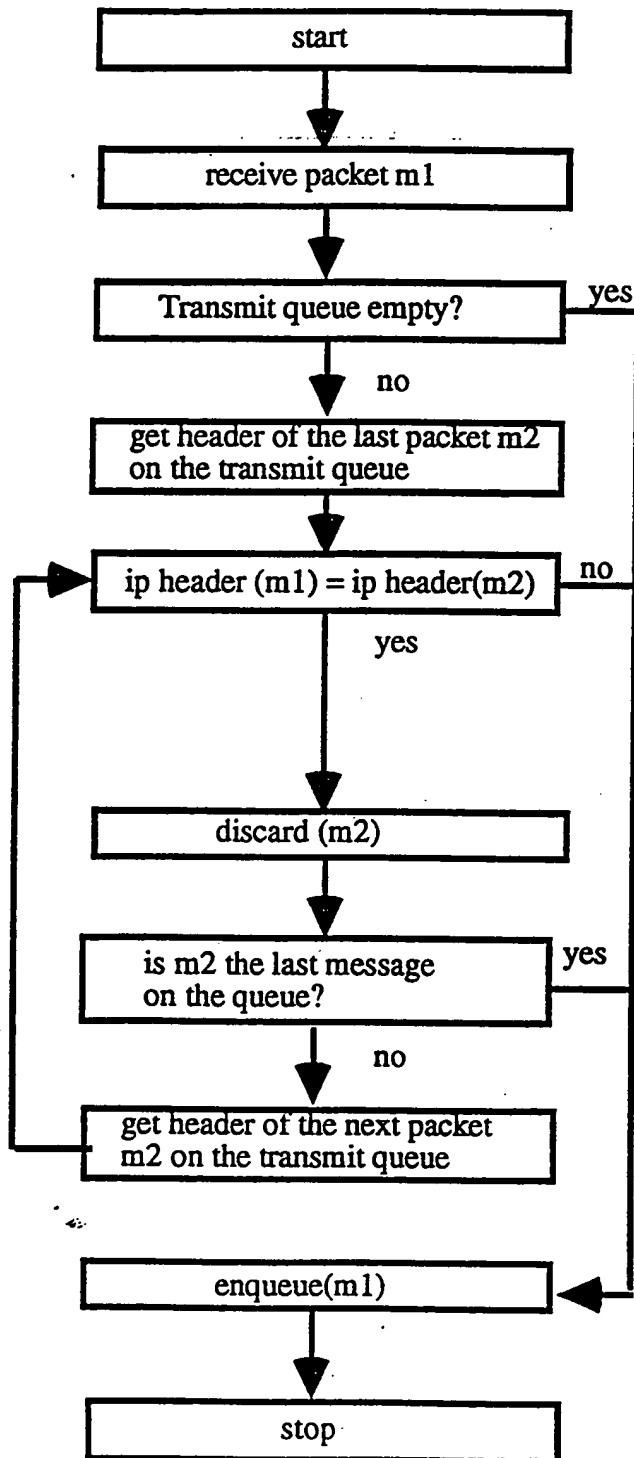 start
receive packet m1
Transmit queue empty?
yes
no
get header of the last packet m2
on the transmit queue
ip header (m1) = ip header(m2)
no
yes
discard (m2)
is m2 the last message
on the queue?
yes
no
get header of the next packet
m2 on the transmit queue
enqueue(m1)
stop